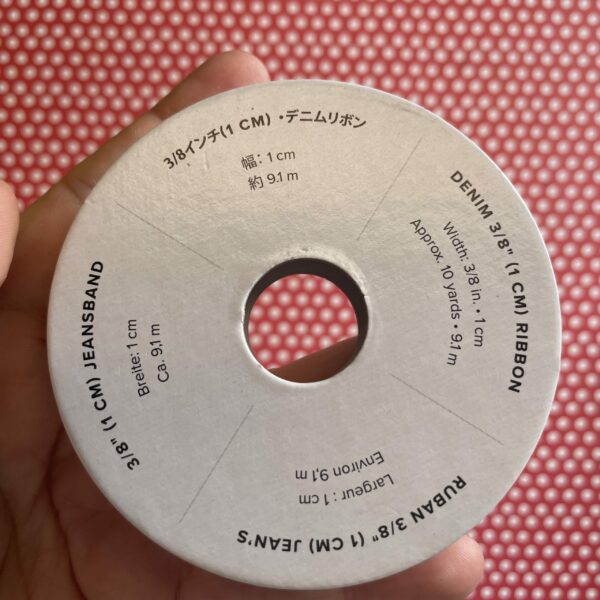 3/8インチ(1 CM)・デニムリボン
幅: 1 cm
約 9.1 m
DENIM 3/8" (1 CM) RIBBON
Width: 3/8 in. • 1 cm
Approx. 10 yards • 9.1 m
RUBAN 3/8" (1 CM) JEAN'S
Largeur : 1 cm
Environ 9,1 m
3/8" (1 CM) JEANSBAND
Breite: 1 cm
Ca. 9,1 m